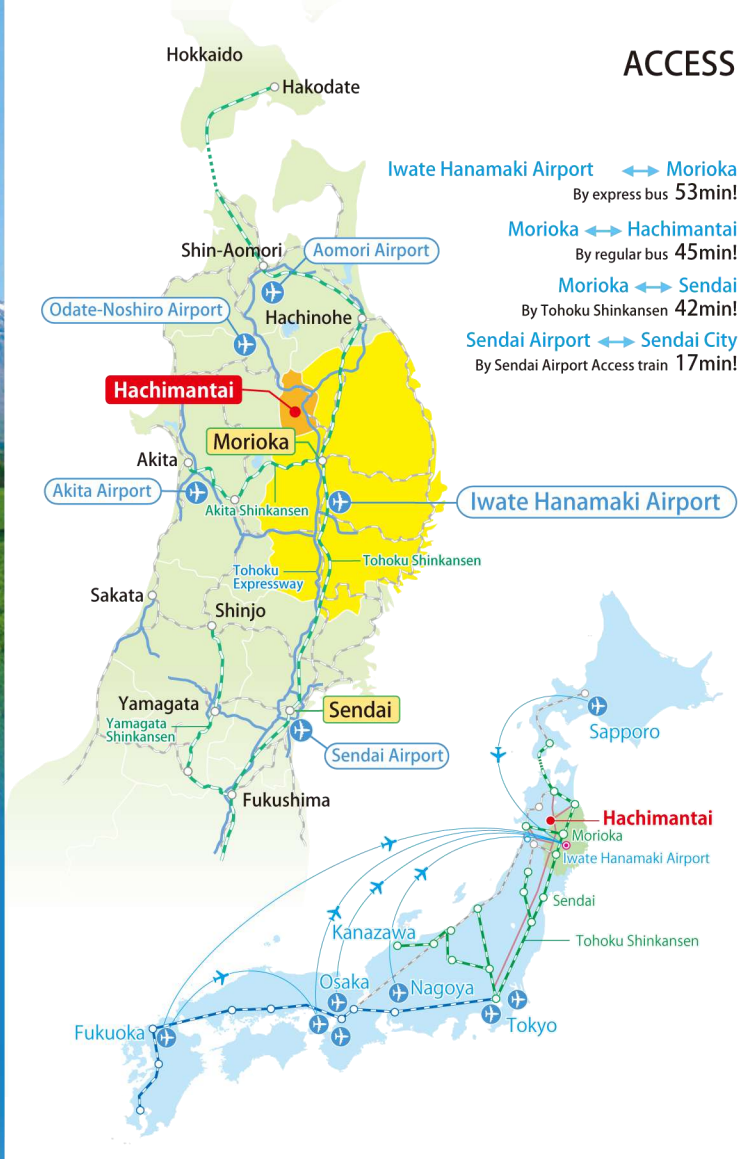 ACCESS
Iwate Hanamaki Airport ↔ Morioka
By express bus 53min!
Morioka ↔ Hachimantai
By regular bus 45min!
Morioka ↔ Sendai
By Tohoku Shinkansen 42min!
Sendai Airport ↔ Sendai City
By Sendai Airport Access train 17min!
Hokkaido
Hakodate
Shin-Aomori
Aomori Airport
Odate-Noshiro Airport
Hachinohe
Hachimantai
Morioka
Akita
Akita Airport
Akita Shinkansen
Iwate Hanamaki Airport
Tohoku Shinkansen
Tohoku
Expressway
Sakata
Shinjo
Yamagata
Yamagata
Shinkansen
Sendai
Sendai Airport
Fukushima
Sapporo
Hachimantai
Morioka
Iwate Hanamaki Airport
Sendai
Kanazawa
Tohoku Shinkansen
Osaka
Nagoya
Tokyo
Fukuoka